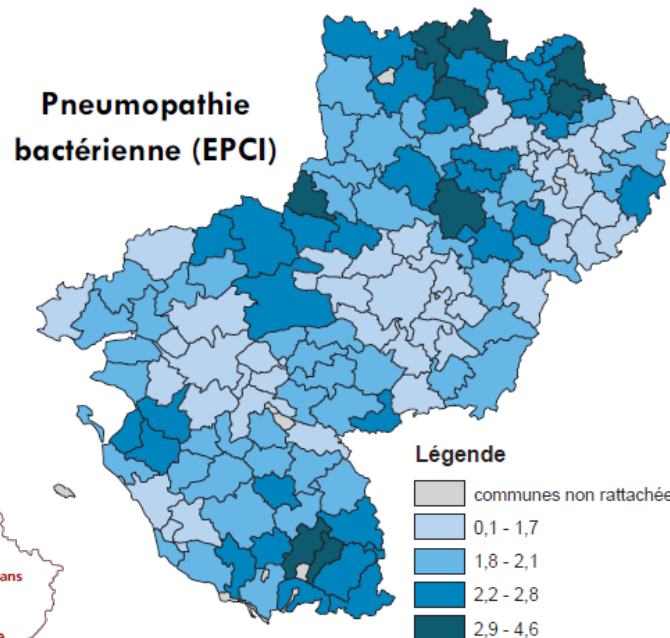 Pneumopathie
bactérienne (EPCI)
Légende
communes non rattachée
0,1 - 1,7
1,8 - 2,1
2,2 - 2,8
2,9 - 4,6
ans